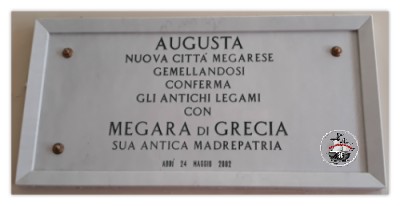 AUGUSTA
NUOVA CITTA' MEGARESE
GEMELLANDOSI
CONFERMA
GLI ANTICHI LEGAMI
CON
MEGARA DI GRECIA
SUA ANTICA MADREPATRIA
ADDÌ 24 MAGGIO 2002